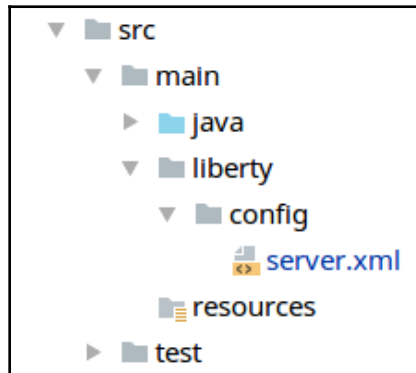 src
main
java
liberty
config
server.xml
resources
test